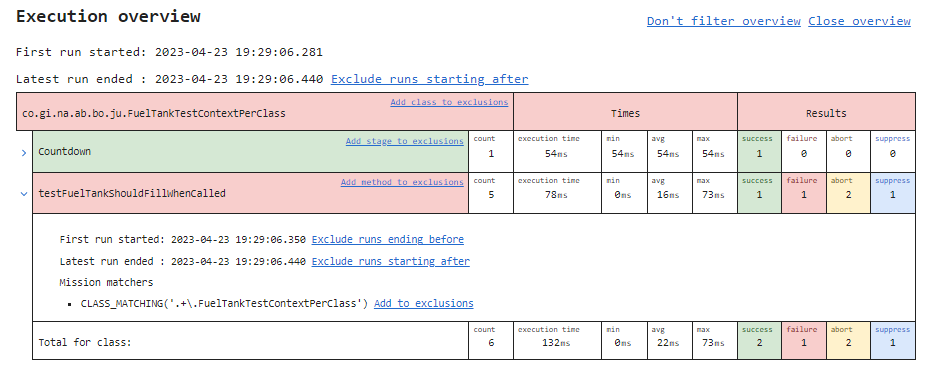 Execution overview
Don't filter overview Close overview
First run started: 2023-04-23 19:29:06.281
Latest run ended : 2023-04-23 19:29:06.440 Exclude runs starting after
co.gi.na.ab.bo.ju.FuelTankTestContextPerClass Add class to exclusions Times Results
Countdown Add stage to exclusions count 1 execution time 54ms min 54ms avg 54ms max 54ms success 1 failure 0 abort 0 suppress 0
testFuelTankShouldFillWhenCalled Add method to exclusions count 5 execution time 78ms min 0ms avg 16ms max 73ms success 1 failure 1 abort 2 suppress 1
First run started: 2023-04-23 19:29:06.350 Exclude runs ending before
Latest run ended : 2023-04-23 19:29:06.440 Exclude runs starting after
Mission matchers
▪ CLASS_MATCHING('.+\.FuelTankTestContextPerClass') Add to exclusions
Total for class: count 6 execution time 132ms min 0ms avg 22ms max 73ms success 2 failure 1 abort 2 suppress 1